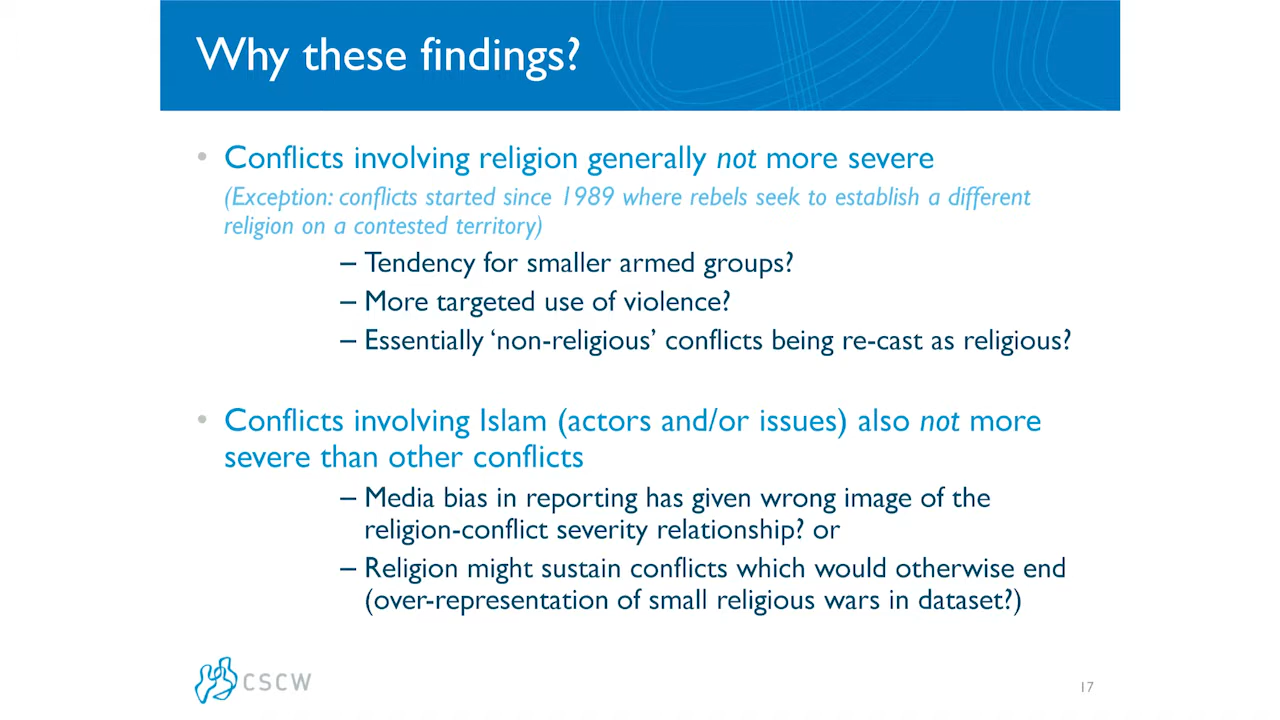 Why these findings?
• Conflicts involving religion generally not more severe
(Exception: conflicts started since 1989 where rebels seek to establish a different
religion on a contested territory)
– Tendency for smaller armed groups?
– More targeted use of violence?
– Essentially ‘non-religious’ conflicts being re-cast as religious?
• Conflicts involving Islam (actors and/or issues) also not more
severe than other conflicts
– Media bias in reporting has given wrong image of the
religion-conflict severity relationship? or
– Religion might sustain conflicts which would otherwise end
(over-representation of small religious wars in dataset?)
CSCW
17